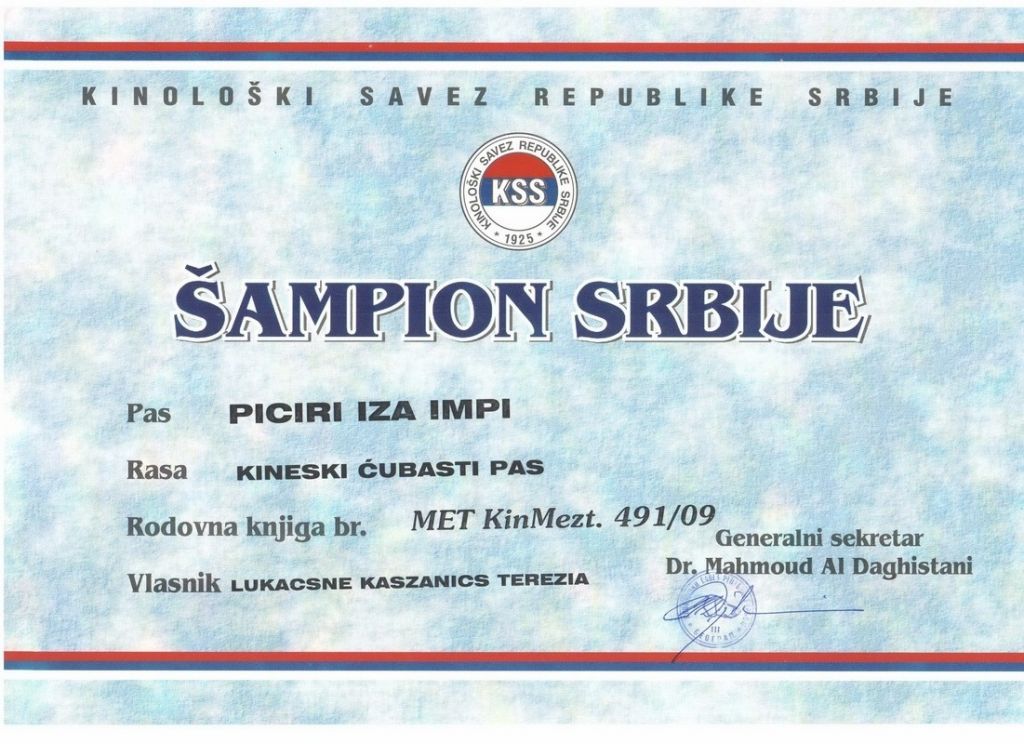 KINOLOŠKI SAVEZ REPUBLIKE SRBIJE
KINOLOŠKI SAVEZ REPUBLIKE SRBIJE
KSS
* 1925 *
ŠAMPION SRBIJE
Pas PICIRI IZA IMPI
Rasa KINESKI ĆUBASTI PAS
Rodovna knjiga br. MET KinMezt. 491/09
Generalni sekretar
Dr. Mahmoud Al Daghistani
Vlasnik LUKACSNE KASZANICS TEREZIA
III